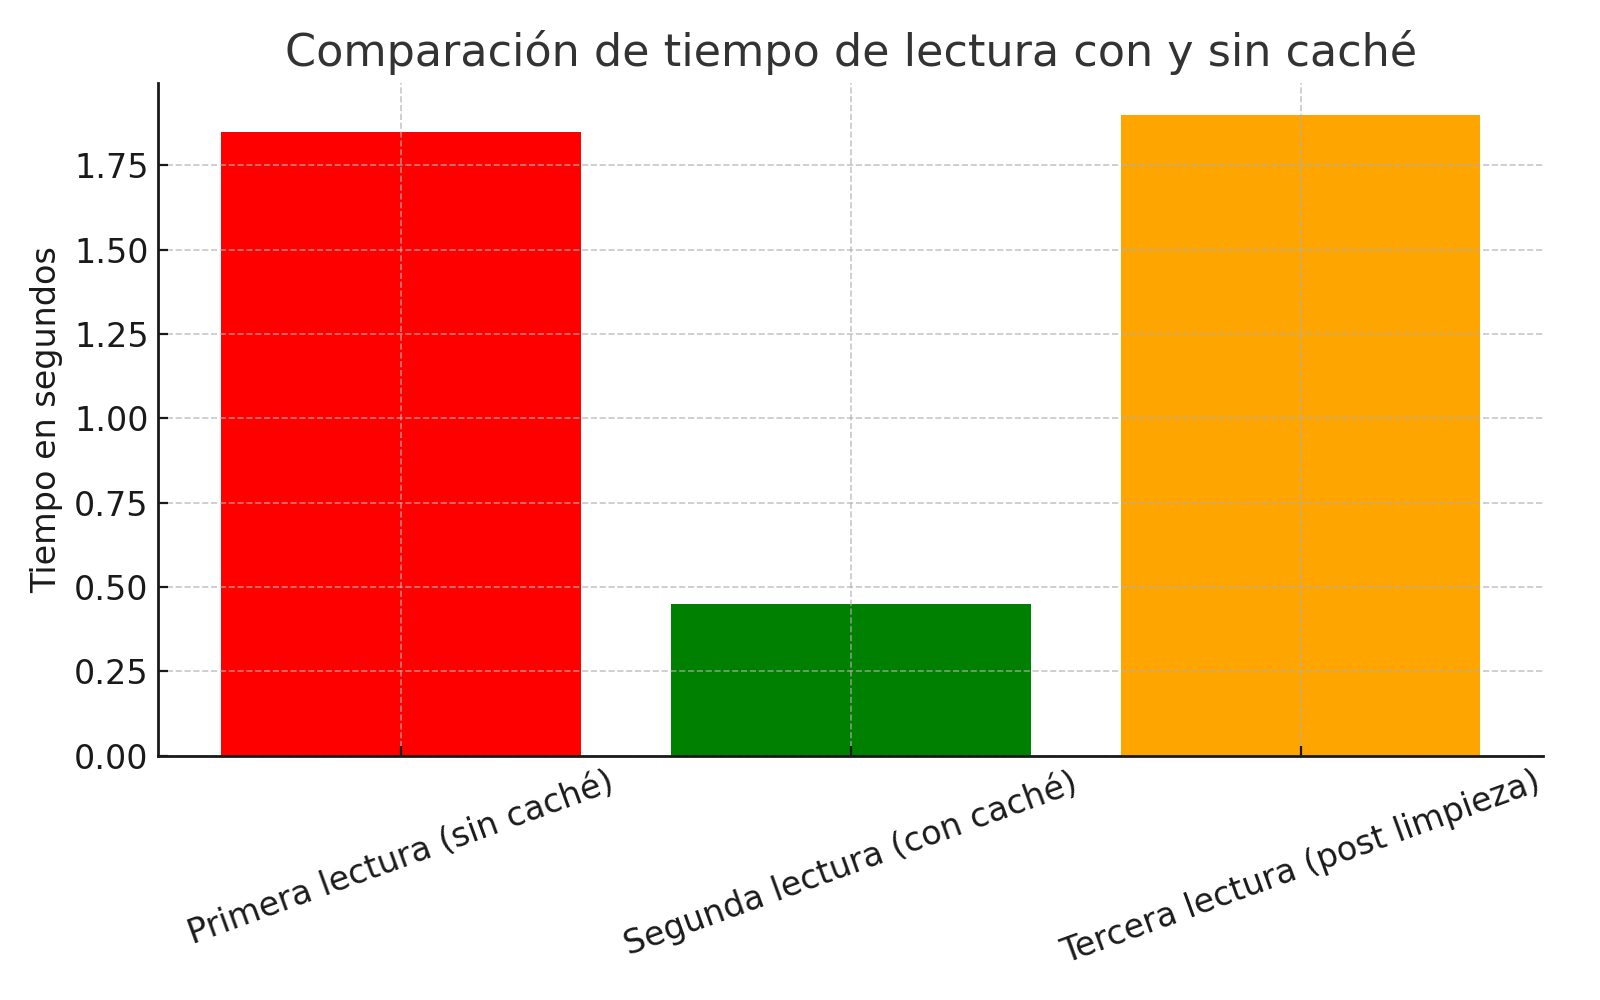 Comparación de tiempo de lectura con y sin caché
Tiempo en segundos
1.75
1.50
1.25
1.00
0.75
0.50
0.25
0.00
Primera lectura (sin caché)
Segunda lectura (con caché)
Tercera lectura (post limpieza)